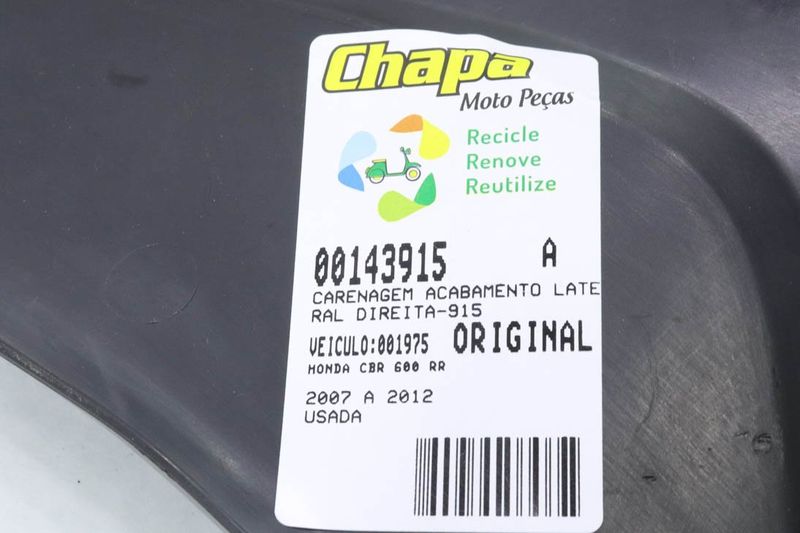 Chapa
Moto Peças
Recicle
Renove
Reutilize
00143915 A
CARENAGEM ACABAMENTO LATE
RAL DIREITA-915
VEICULO:001975 ORIGINAL
HONDA CBR 600 RR
2007 A 2012
USADA